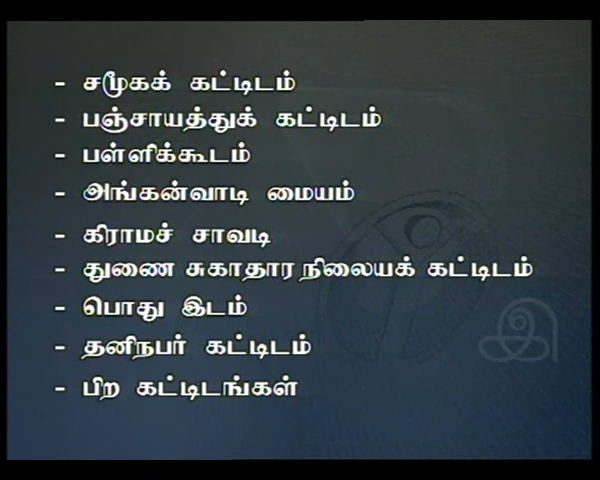 - சமூகக் கட்டிடம்
- பஞ்சாயத்துக் கட்டிடம்
- பள்ளிக்கூடம்
- அங்கன்வாடி மையம்
- கிராமச் சாவடி
- துணை சுகாதார நிலையக் கட்டிடம்
- பொது இடம்
- தனிநபர் கட்டிடம்
- பிற கட்டிடங்கள்